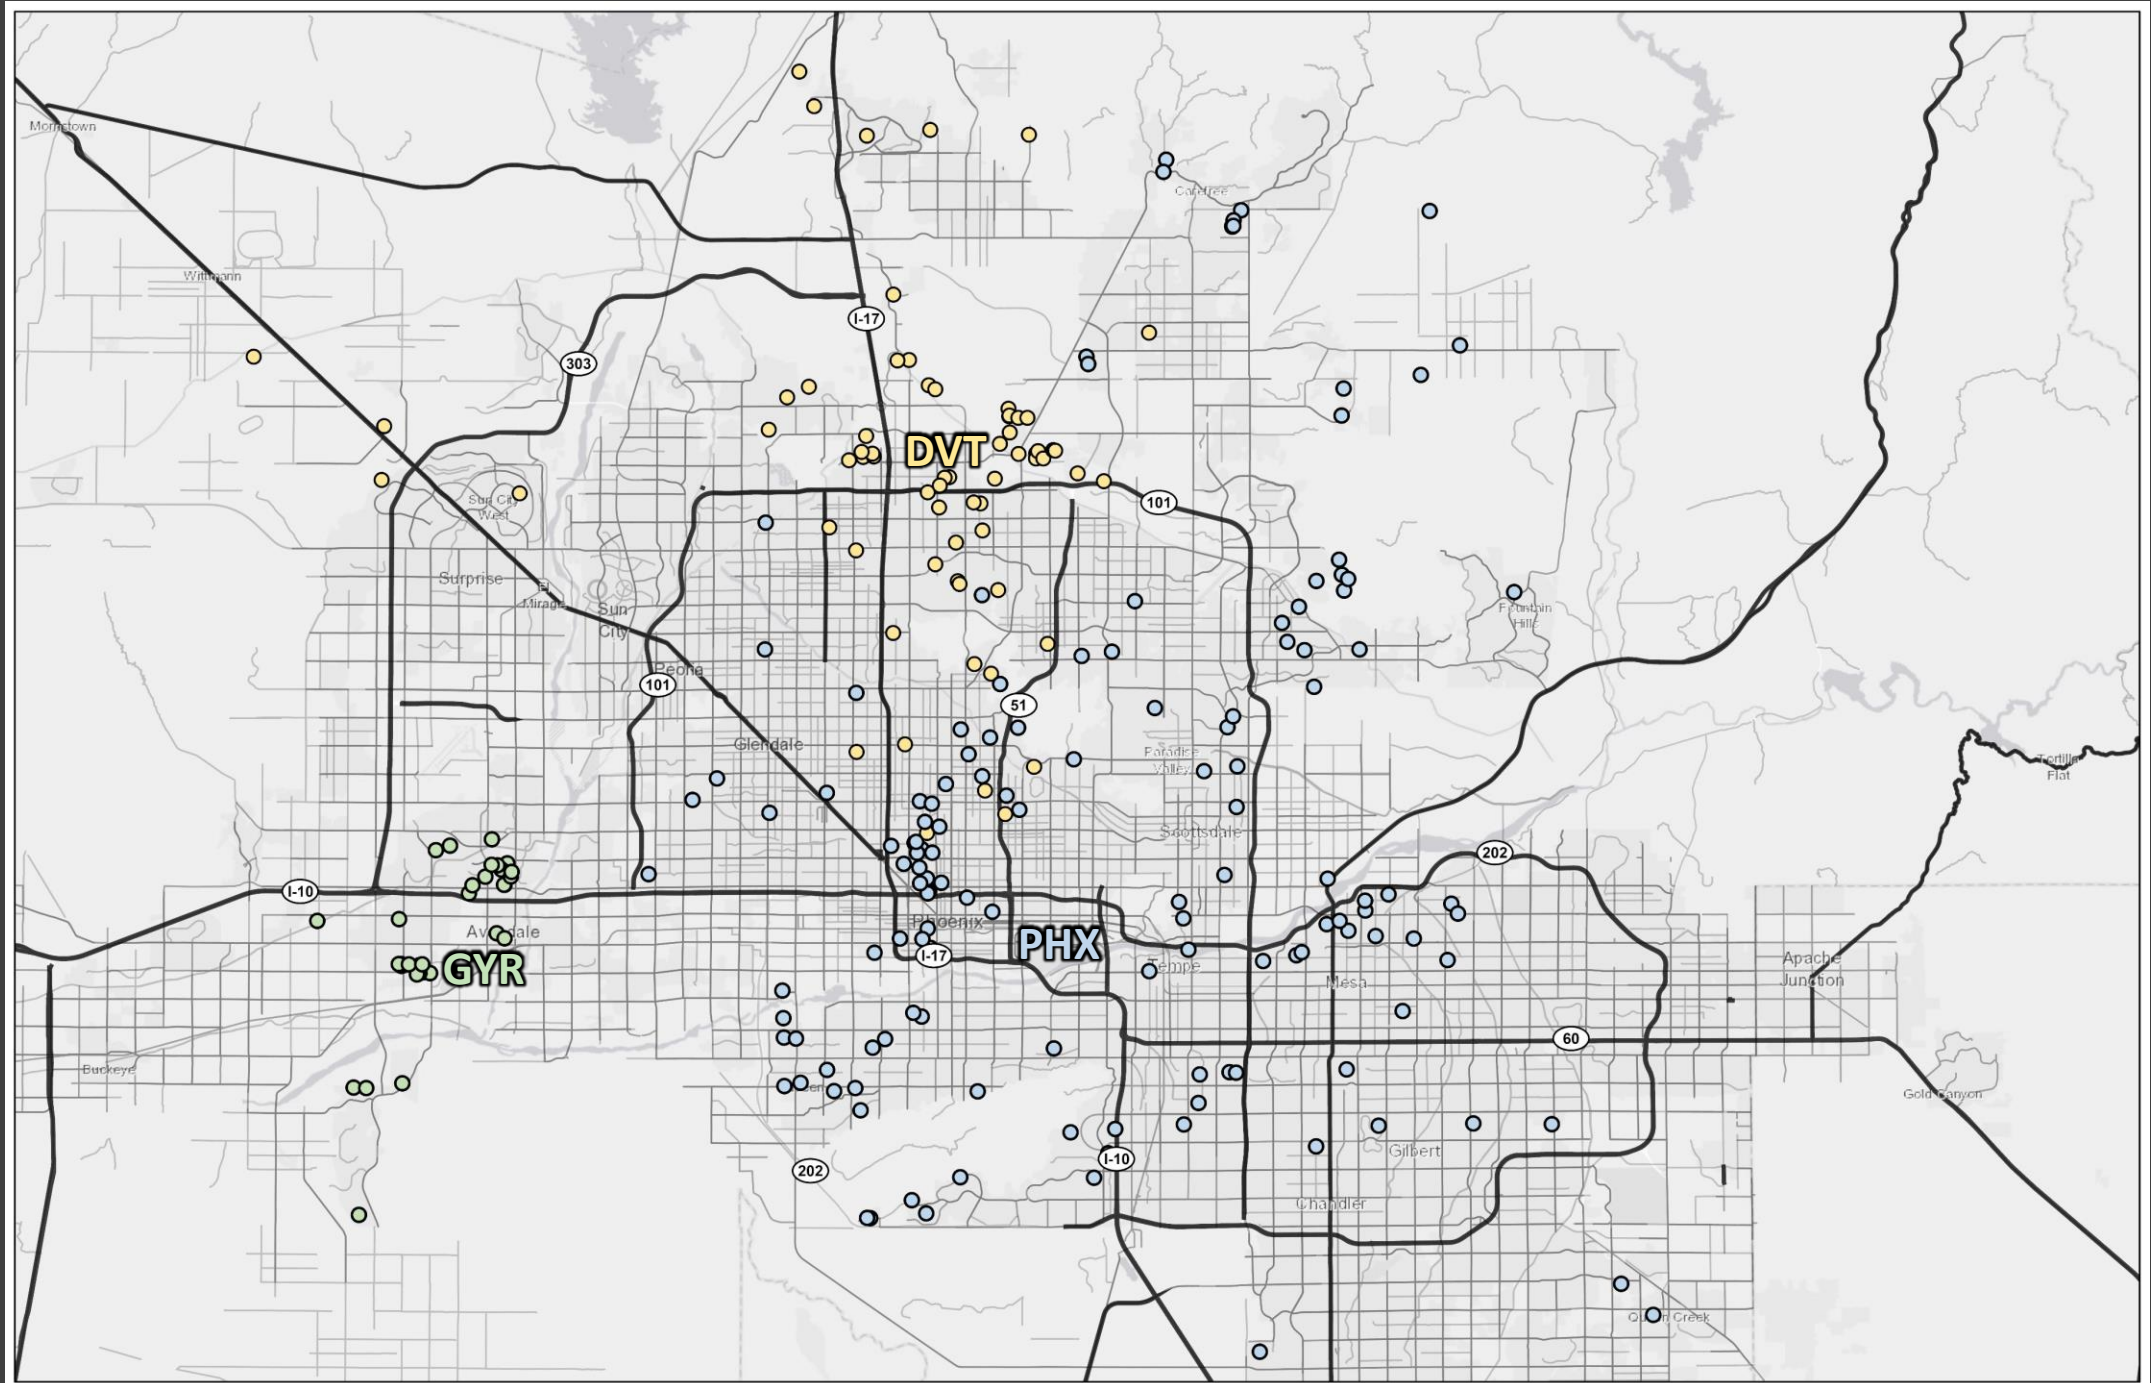 Morristown
Carefree
Wittmann
I-17
303
DVT
Sun City
West
101
Surprise
El
Mirage
Sun
City
Fountain
Hills
Peoria
101
51
Glendale
Paradise
Valley
Tortilla
Flat
Scottsdale
202
I-10
Phoenix
Avondale
PHX
I-17
GYR
Tempe
Mesa
Apache
Junction
60
Buckeye
Gold Canyon
I-10
202
Gilbert
Chandler
Queen Creek